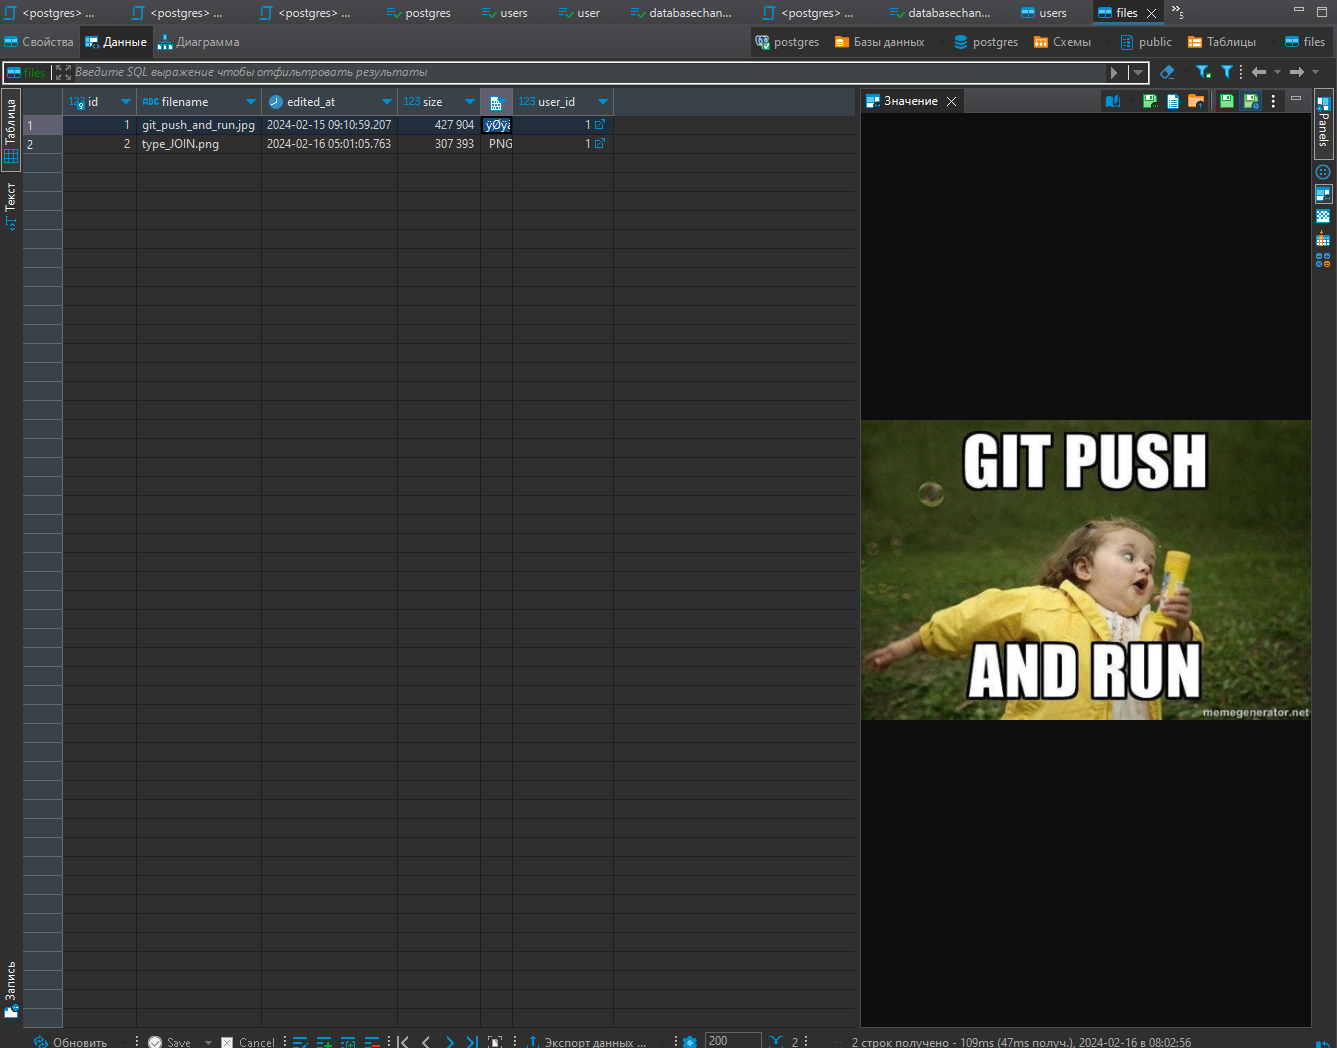 <postgres> ...
<postgres> ...
<postgres> ...
postgres
users
user
databasechan...
<postgres> ...
databasechan...
users
files
»5
Свойства
Данные
Диаграмма
postgres
Базы данных
postgres
Схемы
public
Таблицы
files
files
Введите SQL выражение чтобы отфильтровать результаты
Таблица
Текст
Запись
123 id
ABC filename
edited_at
123 size
123 user_id
1 1 git_push_and_run.jpg 2024-02-15 09:10:59.207 427 904 ÿØÿà 1
2 2 type_JOIN.png 2024-02-16 05:01:05.763 307 393 PNG 1
Значение
Panels
GIT PUSH
AND RUN
memegenerator.net
Обновить
Save
Cancel
Экспорт данных ...
200
2
2 строк получено - 109ms (47ms получ.), 2024-02-16 в 08:02:56